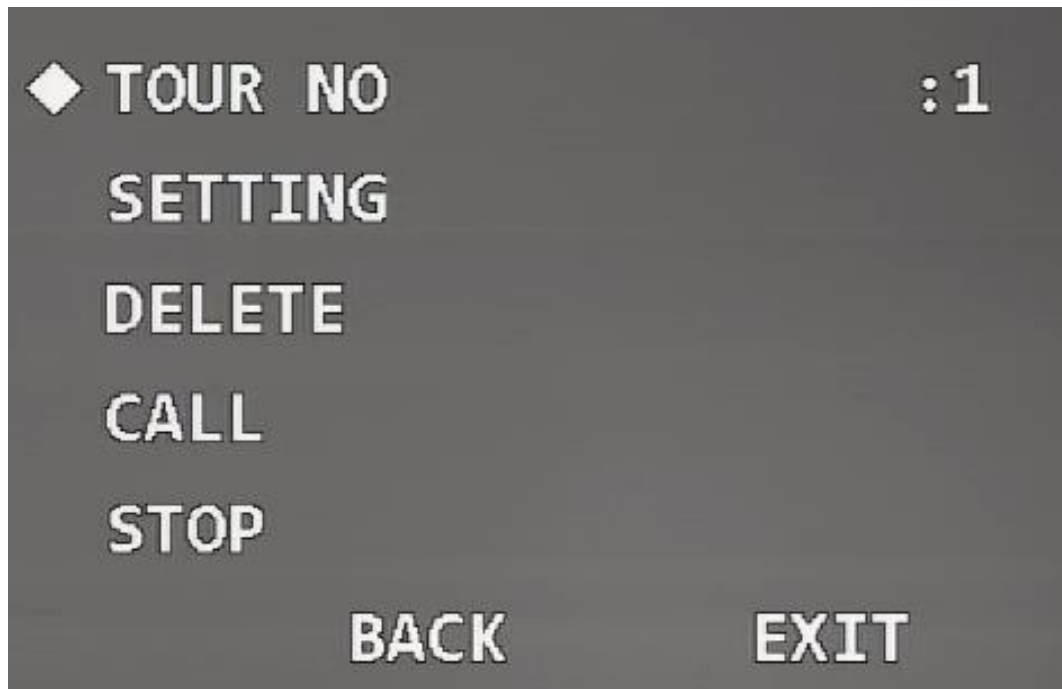 TOUR NO :1
SETTING
DELETE
CALL
STOP
BACK EXIT